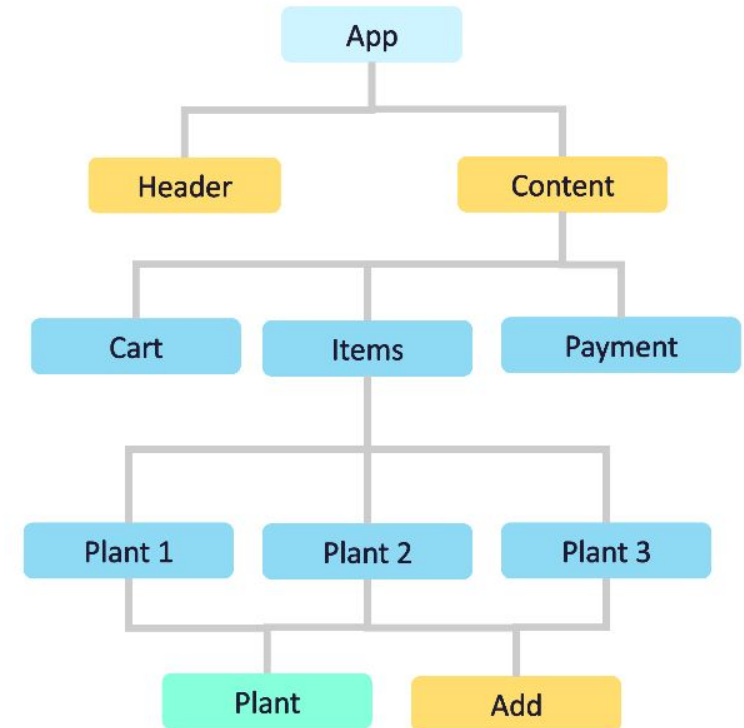 App
Header
Content
Cart
Items
Payment
Plant 1
Plant 2
Plant 3
Plant
Add